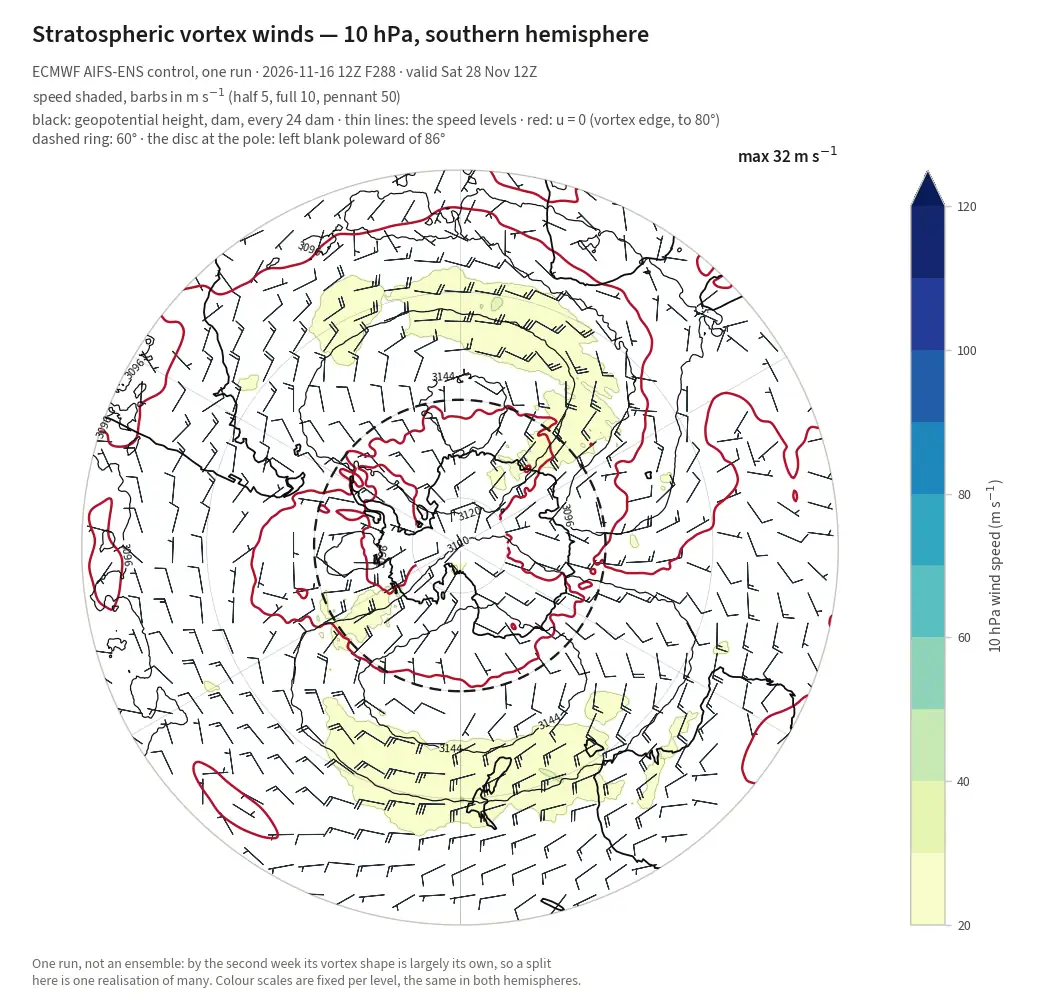 Stratospheric vortex winds — 10 hPa, southern hemisphere
ECMWF AIFS-ENS control, one run · 2026-11-16 12Z F288 · valid Sat 28 Nov 12Z
speed shaded, barbs in m s⁻¹ (half 5, full 10, pennant 50)
black: geopotential height, dam, every 24 dam · thin lines: the speed levels · red: u = 0 (vortex edge, to 80°)
dashed ring: 60° · the disc at the pole: left blank poleward of 86°
max 32 m s⁻¹
120
100
80
60
40
20
10 hPa wind speed (m s⁻¹)
3096
3096
3144
3096
3120
3096
3096
3144
3144
One run, not an ensemble: by the second week its vortex shape is largely its own, so a split
here is one realisation of many. Colour scales are fixed per level, the same in both hemispheres.